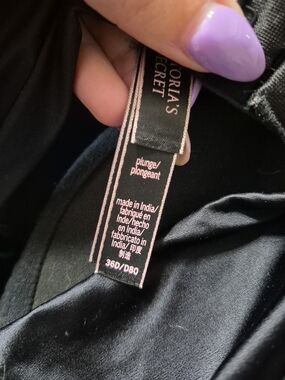 TORIA'S
ECRET
plunge/
plongeant
made in India/
fabriqué en
Inde/hecho
en India/
fabbricato in
India/印度
制造
36D/D80